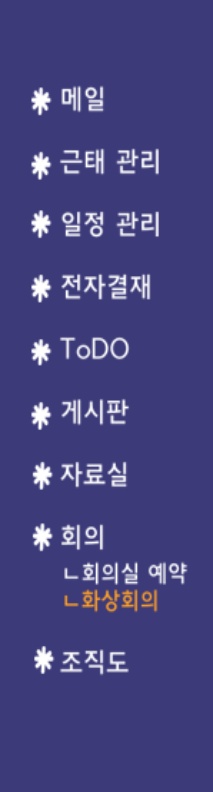 * 메일
* 근태 관리
* 일정 관리
* 전자결재
* ToDO
* 게시판
* 자료실
* 회의
ㄴ회의실 예약
ㄴ화상회의
* 조직도